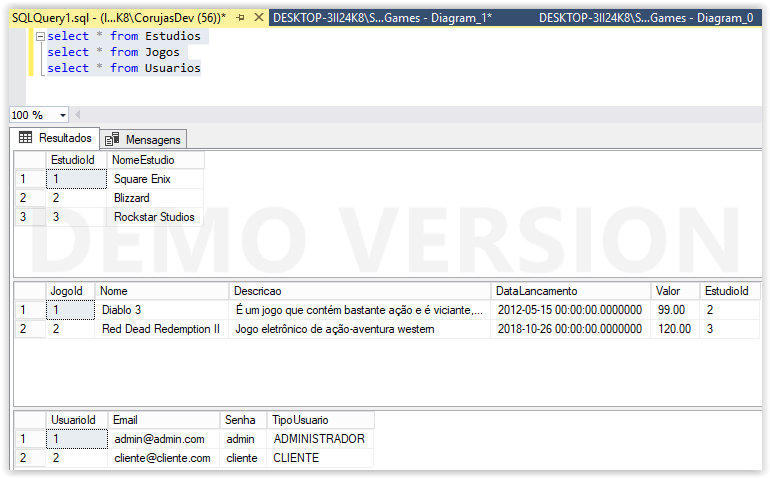 SQLQuery1.sql - (l...K8\CorujasDev (56))* DESKTOP-3II24K8\S...Games - Diagram_1* DESKTOP-3II24K8\S...Games - Diagram_0
select * from Estudios
select * from Jogos
select * from Usuarios
100 %
Resultados Mensagens
EstudioId NomeEstudio
1 1 Square Enix
2 2 Blizzard
3 3 Rockstar Studios
DEMO VERSION
JogoId Nome Descricao DataLancamento Valor EstudioId
1 1 Diablo 3 É um jogo que contém bastante ação e é viciante,... 2012-05-15 00:00:00.0000000 99.00 2
2 2 Red Dead Redemption II Jogo eletrônico de ação-aventura western 2018-10-26 00:00:00.0000000 120.00 3
UsuarioId Email Senha TipoUsuario
1 1 admin@admin.com admin ADMINISTRADOR
2 2 cliente@cliente.com cliente CLIENTE